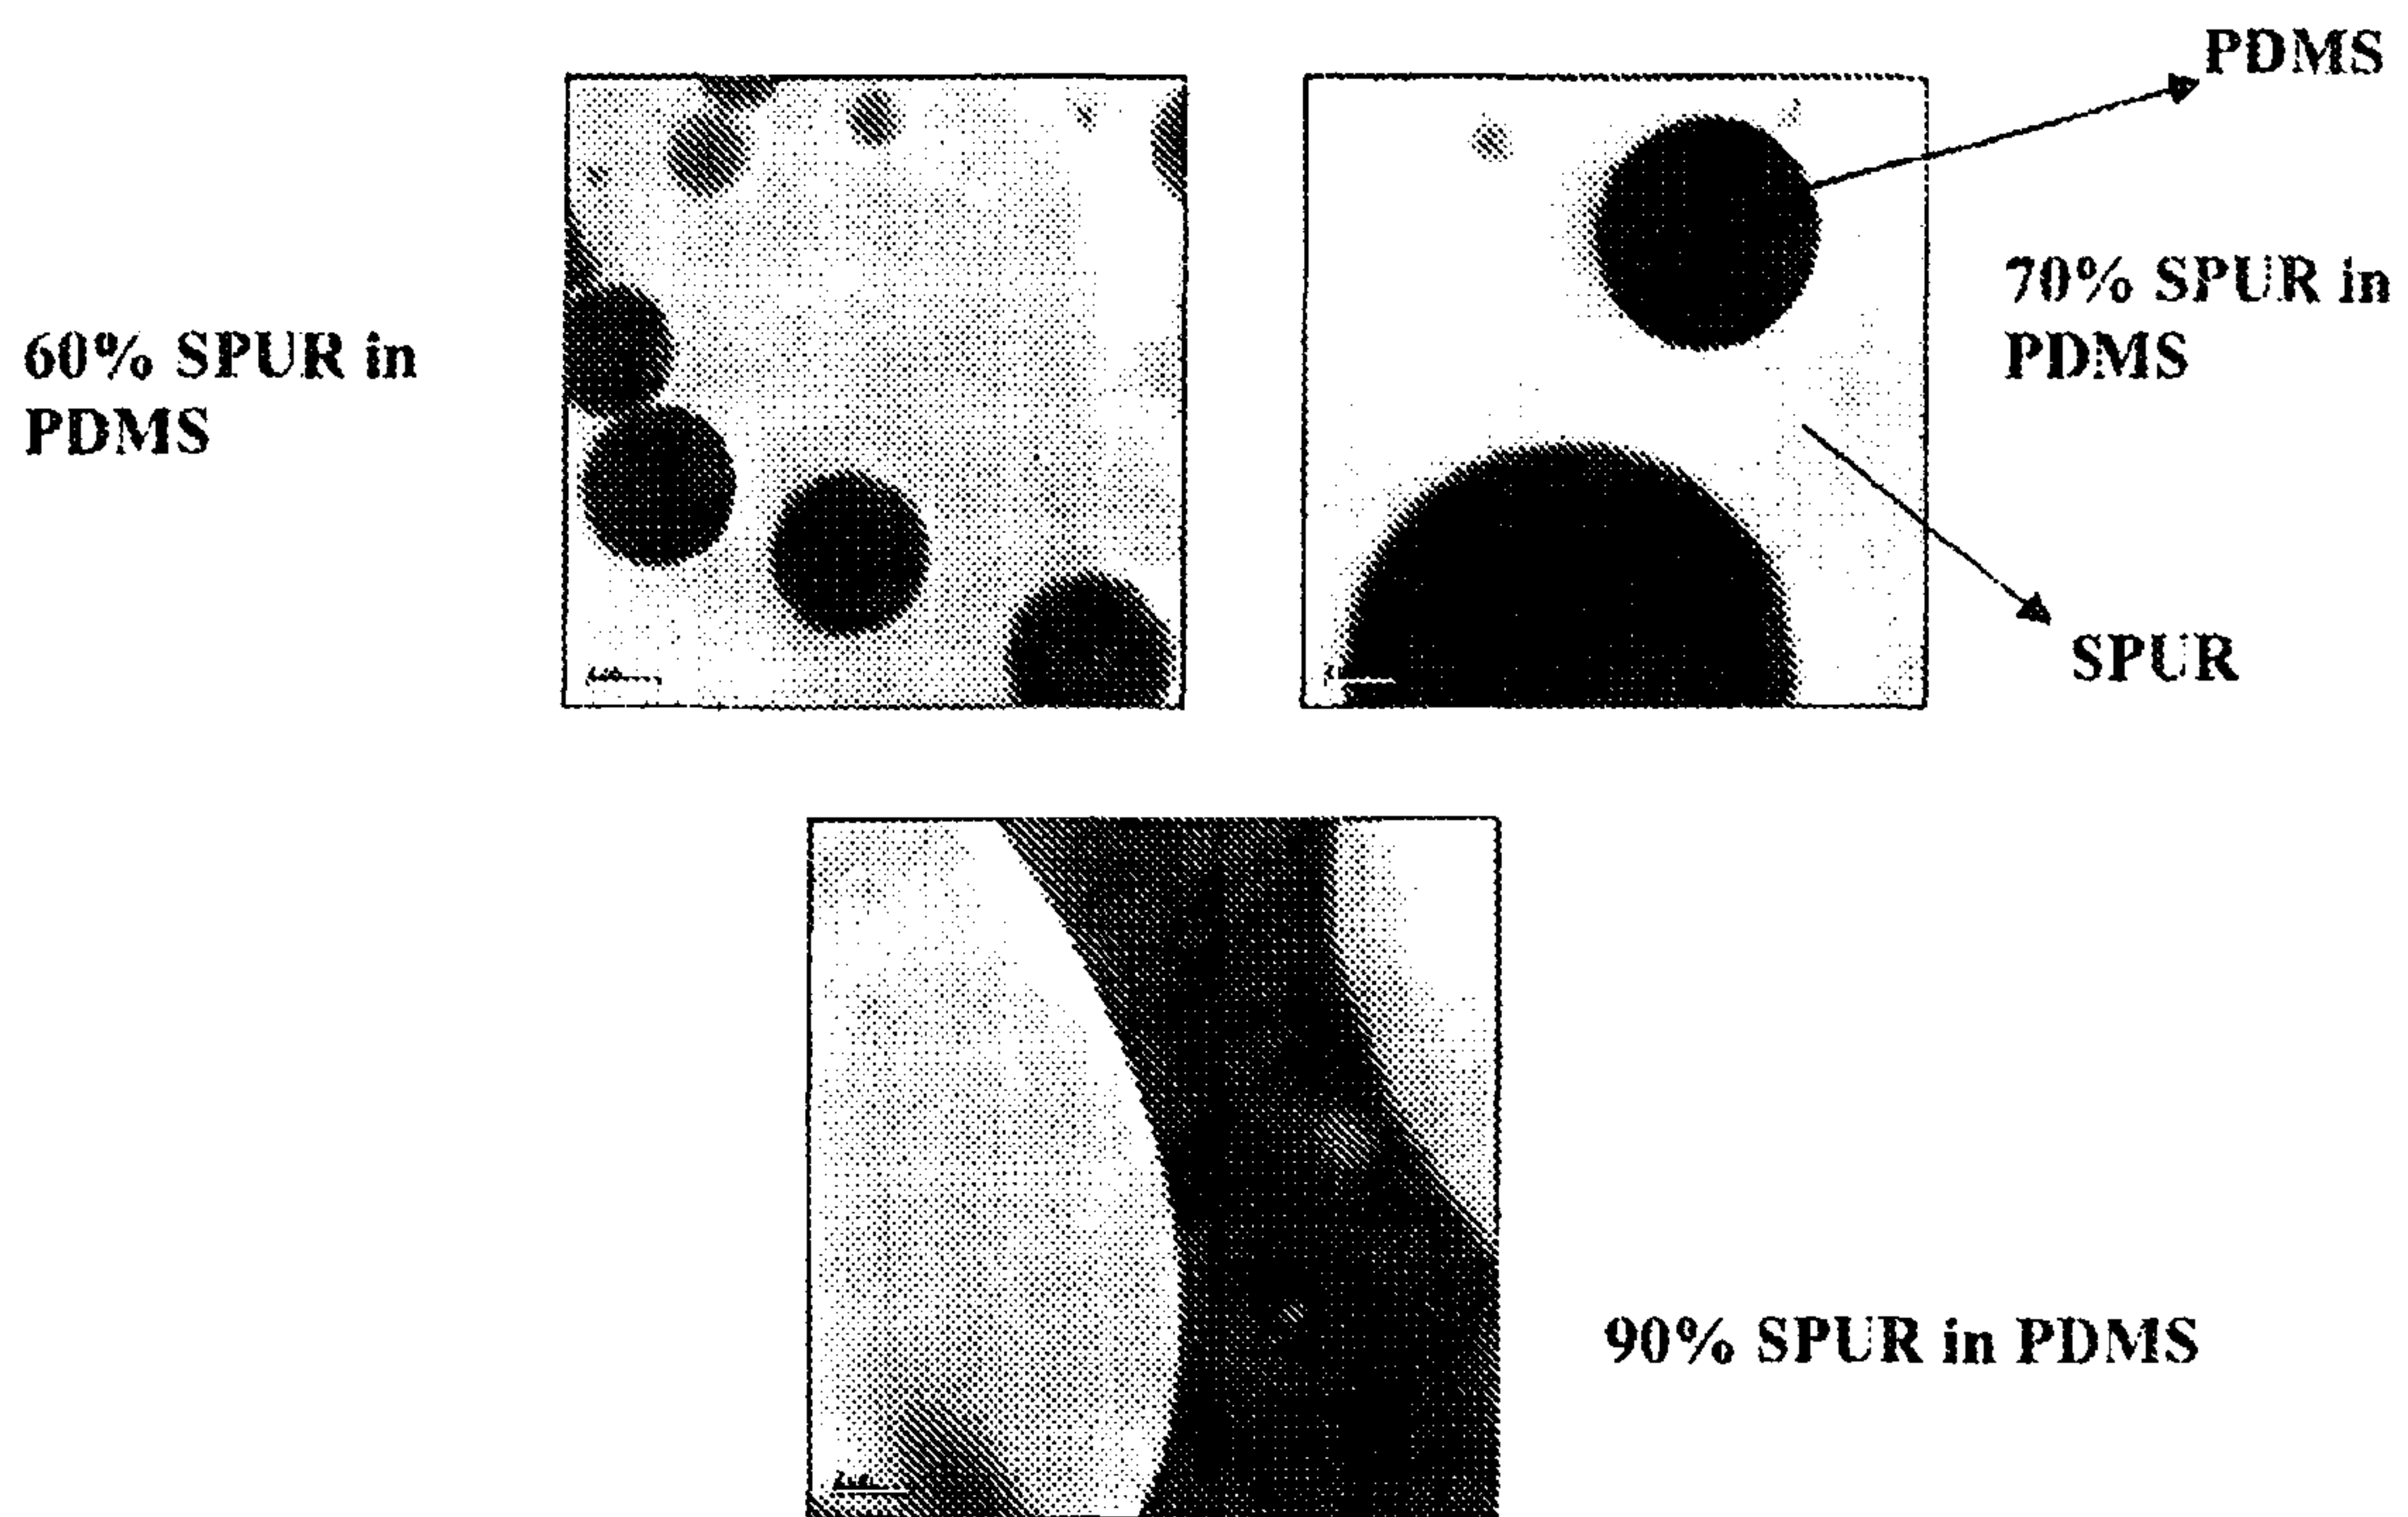 PDMS
60% SPUR in
PDMS
70% SPUR in
PDMS
SPUR
90% SPUR in PDMS